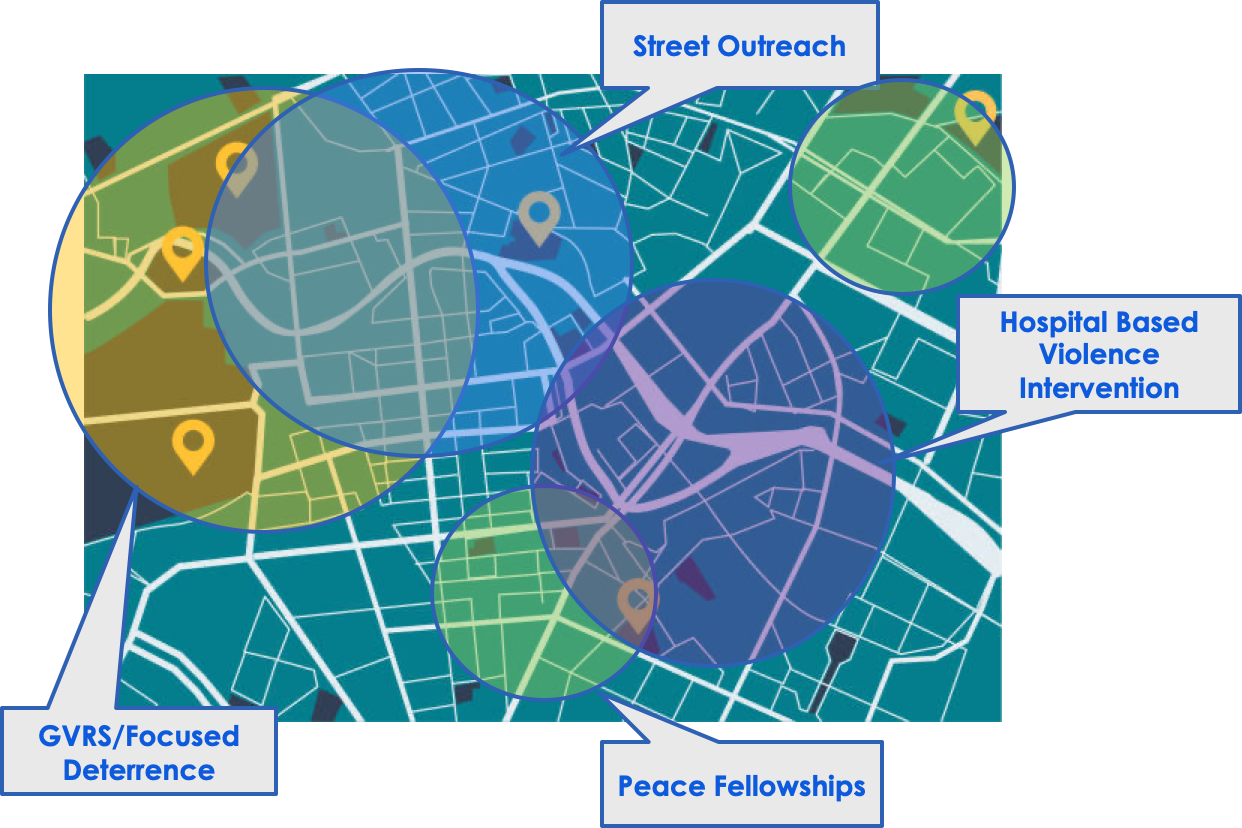 Street Outreach
Hospital Based
Violence
Intervention
GVRS/Focused
Deterrence
Peace Fellowships